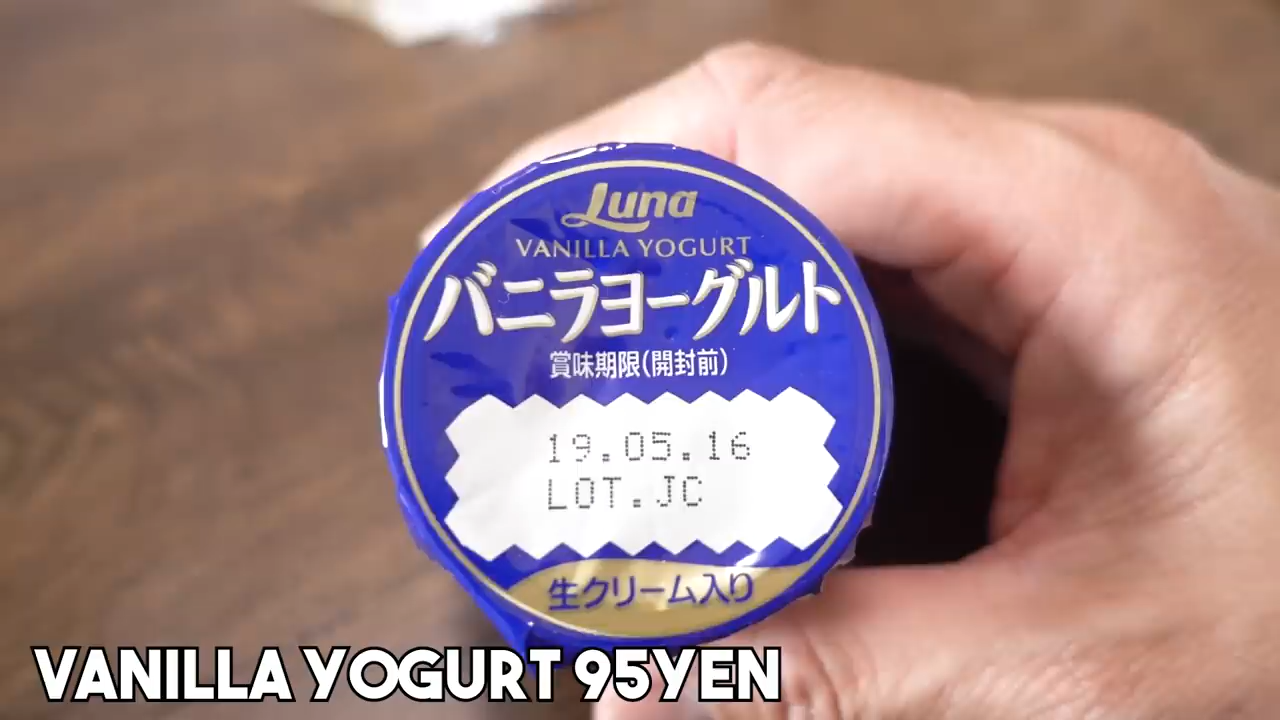 Luna
VANILLA YOGURT
バニラヨーグルト
賞味期限(開封前)
19.05.16
LOT.JC
生クリーム入り
VANILLA YOGURT 95YEN